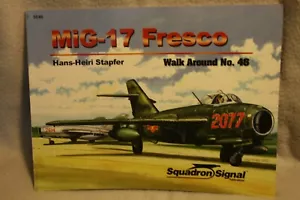 MiG-17 Fresco
Hans-Heiri Stapfer
Walk Around No. 46
2077
Squadron/Signal